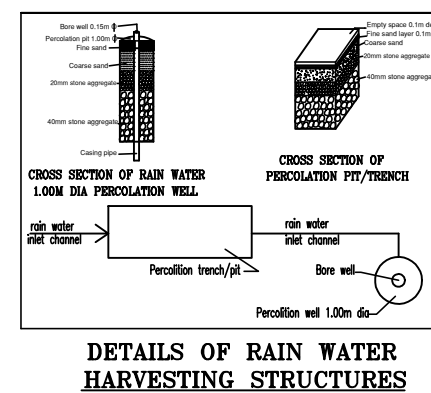 Bore well 0.15m ϕ
Percolation pit 1.00m ϕ
Fine sand
Coarse sand
20mm stone aggregate
40mm stone aggregate
Casing pipe
CROSS SECTION OF RAIN WATER
1.00M DIA PERCOLATION WELL
Empty space 0.1m de
Fine sand layer 0.1m
Coarse sand
20mm stone aggregate
40mm stone aggrega
CROSS SECTION OF
PERCOLATION PIT/TRENCH
rain water
inlet channel
Percolition trench/pit
rain water
inlet channel
Bore well
Percolition well 1.00m dia
DETAILS OF RAIN WATER
HARVESTING STRUCTURES